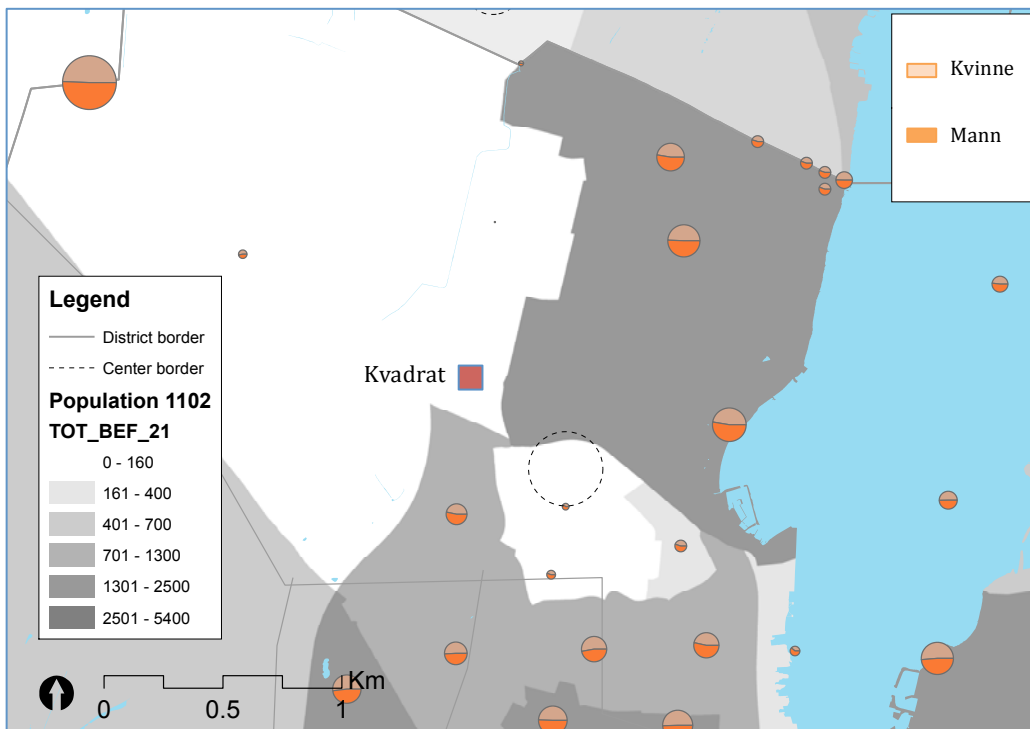 Kvinne
Mann
Legend
District border
Kvadrat
Center border
Population 1102
TOT_BEF_21
0 - 160
161 - 400
401 - 700
701 - 1300
1301 - 2500
2501 - 5400
Km
0 0.5 1